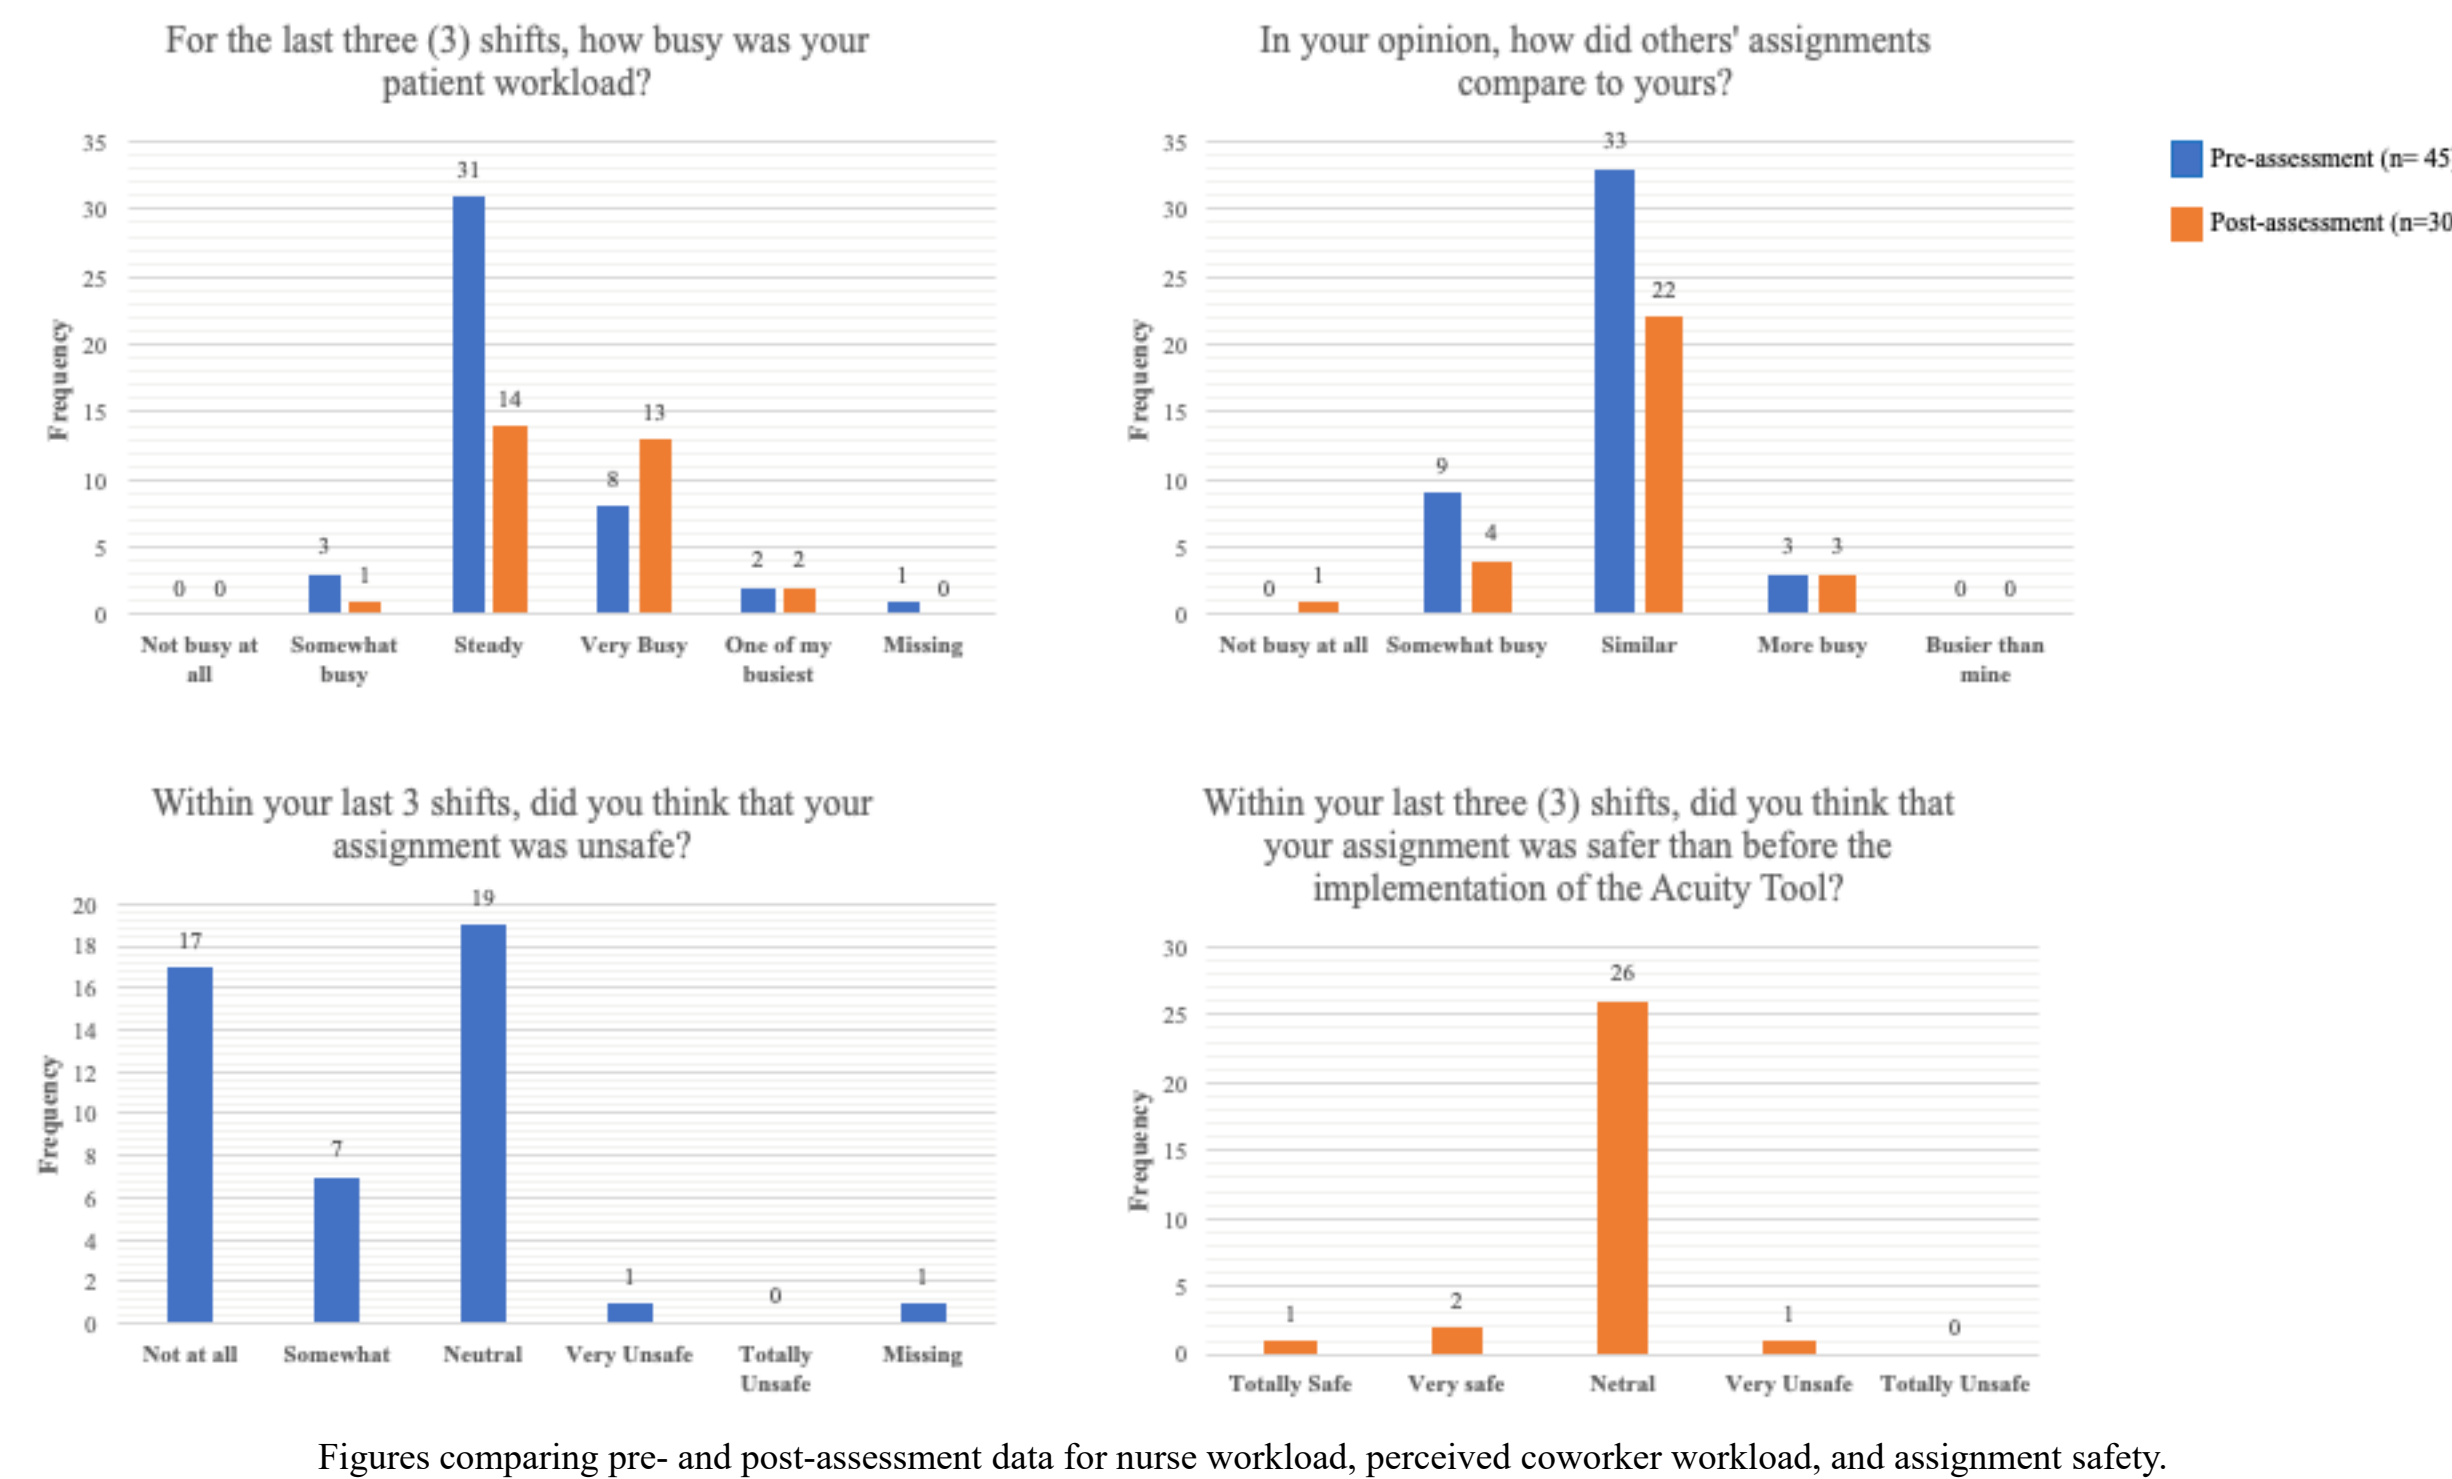 For the last three (3) shifts, how busy was your
patient workload?
35
30
25
20
15
10
5
0
Frequency
0 0
3 1
31 14
8 13
2 2
1 0
Not busy at
all
Somewhat
busy
Steady
Very Busy
One of my
busiest
Missing
In your opinion, how did others' assignments
compare to yours?
35
30
25
20
15
10
5
0
Frequency
0 1
9 4
33 22
3 3
0 0
Not busy at all
Somewhat busy
Similar
More busy
Busier than
mine
Pre-assessment (n= 45)
Post-assessment (n=30
Within your last 3 shifts, did you think that your
assignment was unsafe?
20
18
16
14
12
10
8
6
4
2
0
Frequency
17
7
19
1
0
1
Not at all
Somewhat
Neutral
Very Unsafe
Totally
Unsafe
Missing
Within your last three (3) shifts, did you think that
your assignment was safer than before the
implementation of the Acuity Tool?
30
25
20
15
10
5
0
Frequency
1
2
26
1
0
Totally Safe
Very safe
Netral
Very Unsafe
Totally Unsafe
Figures comparing pre- and post-assessment data for nurse workload, perceived coworker workload, and assignment safety.